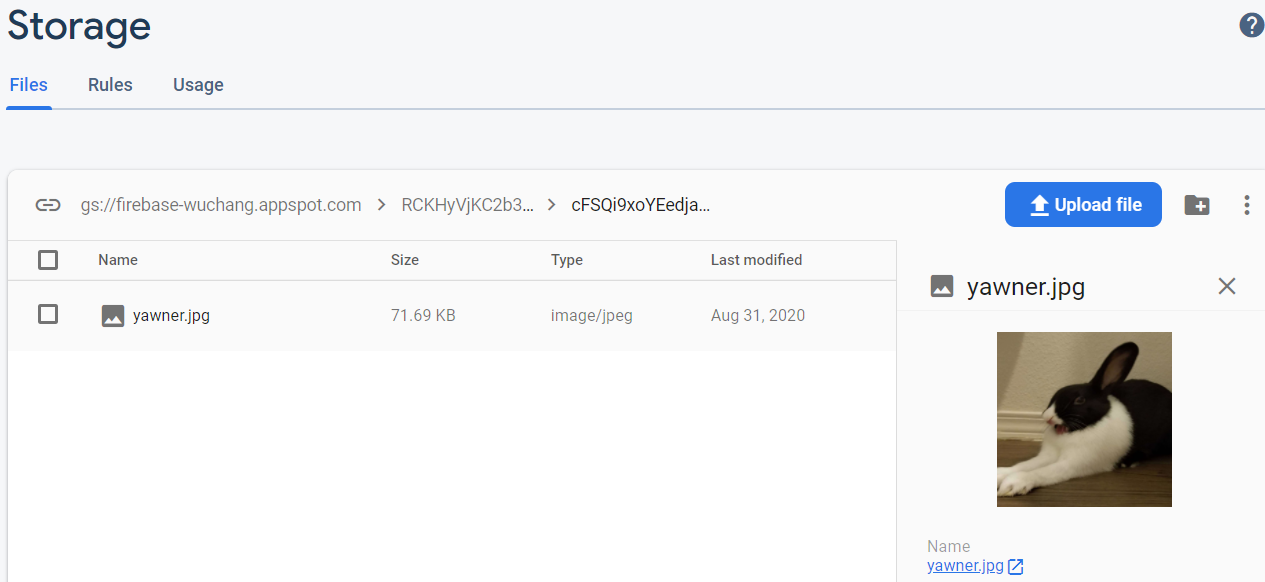 Storage
Files Rules Usage
gs://firebase-wuchang.appspot.com > RCKHyVjKC2b3... > cFSQi9xoYEedja...
Upload file
Name Size Type Last modified
yawner.jpg 71.69 KB image/jpeg Aug 31, 2020
yawner.jpg
Name
yawner.jpg